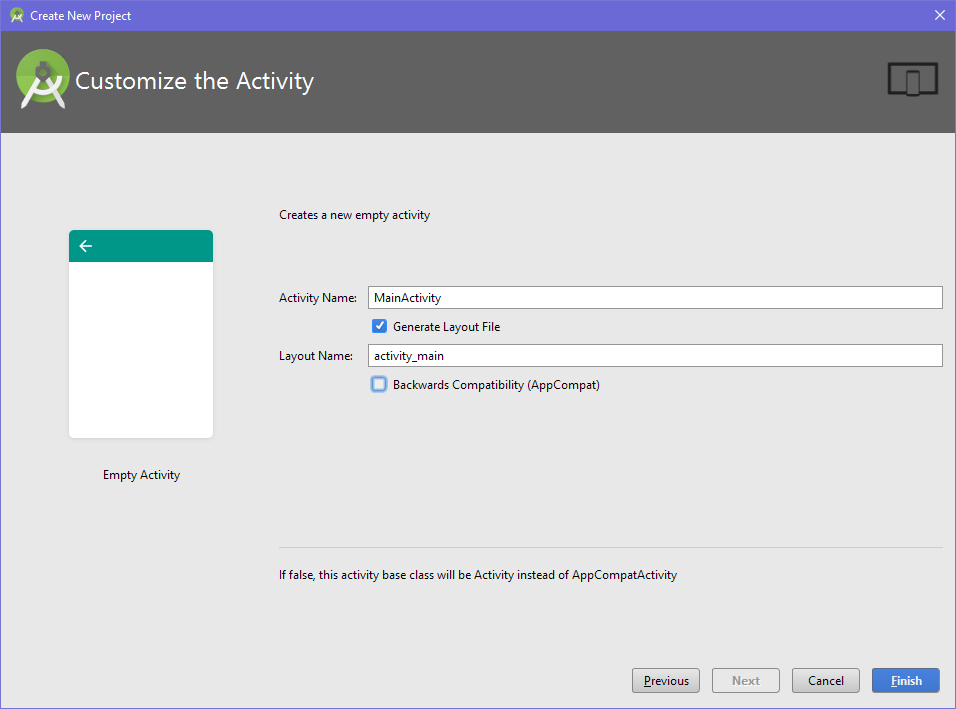 Create New Project
Customize the Activity
Creates a new empty activity
Activity Name: MainActivity
Generate Layout File
Layout Name: activity_main
Backwards Compatibility (AppCompat)
Empty Activity
If false, this activity base class will be Activity instead of AppCompatActivity
Previous Next Cancel Finish